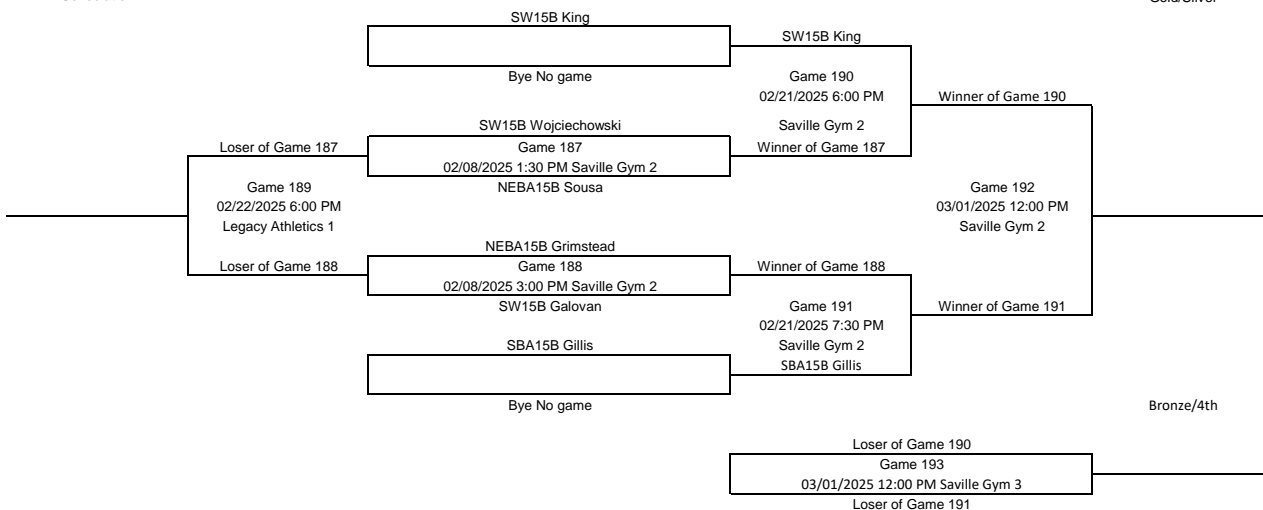 SW15B King
SW15B King
Bye No game
Game 190
02/21/2025 6:00 PM
Winner of Game 190
SW15B Wojciechowski
Saville Gym 2
Loser of Game 187
Game 187
Winner of Game 187
02/08/2025 1:30 PM Saville Gym 2
Game 189
NEBA15B Sousa
Game 192
02/22/2025 6:00 PM
03/01/2025 12:00 PM
Legacy Athletics 1
Saville Gym 2
NEBA15B Grimstead
Loser of Game 188
Game 188
Winner of Game 188
02/08/2025 3:00 PM Saville Gym 2
SW15B Galovan
Game 191
Winner of Game 191
02/21/2025 7:30 PM
SBA15B Gillis
Saville Gym 2
SBA15B Gillis
Bye No game
Bronze/4th
Loser of Game 190
Game 193
03/01/2025 12:00 PM Saville Gym 3
Loser of Game 191